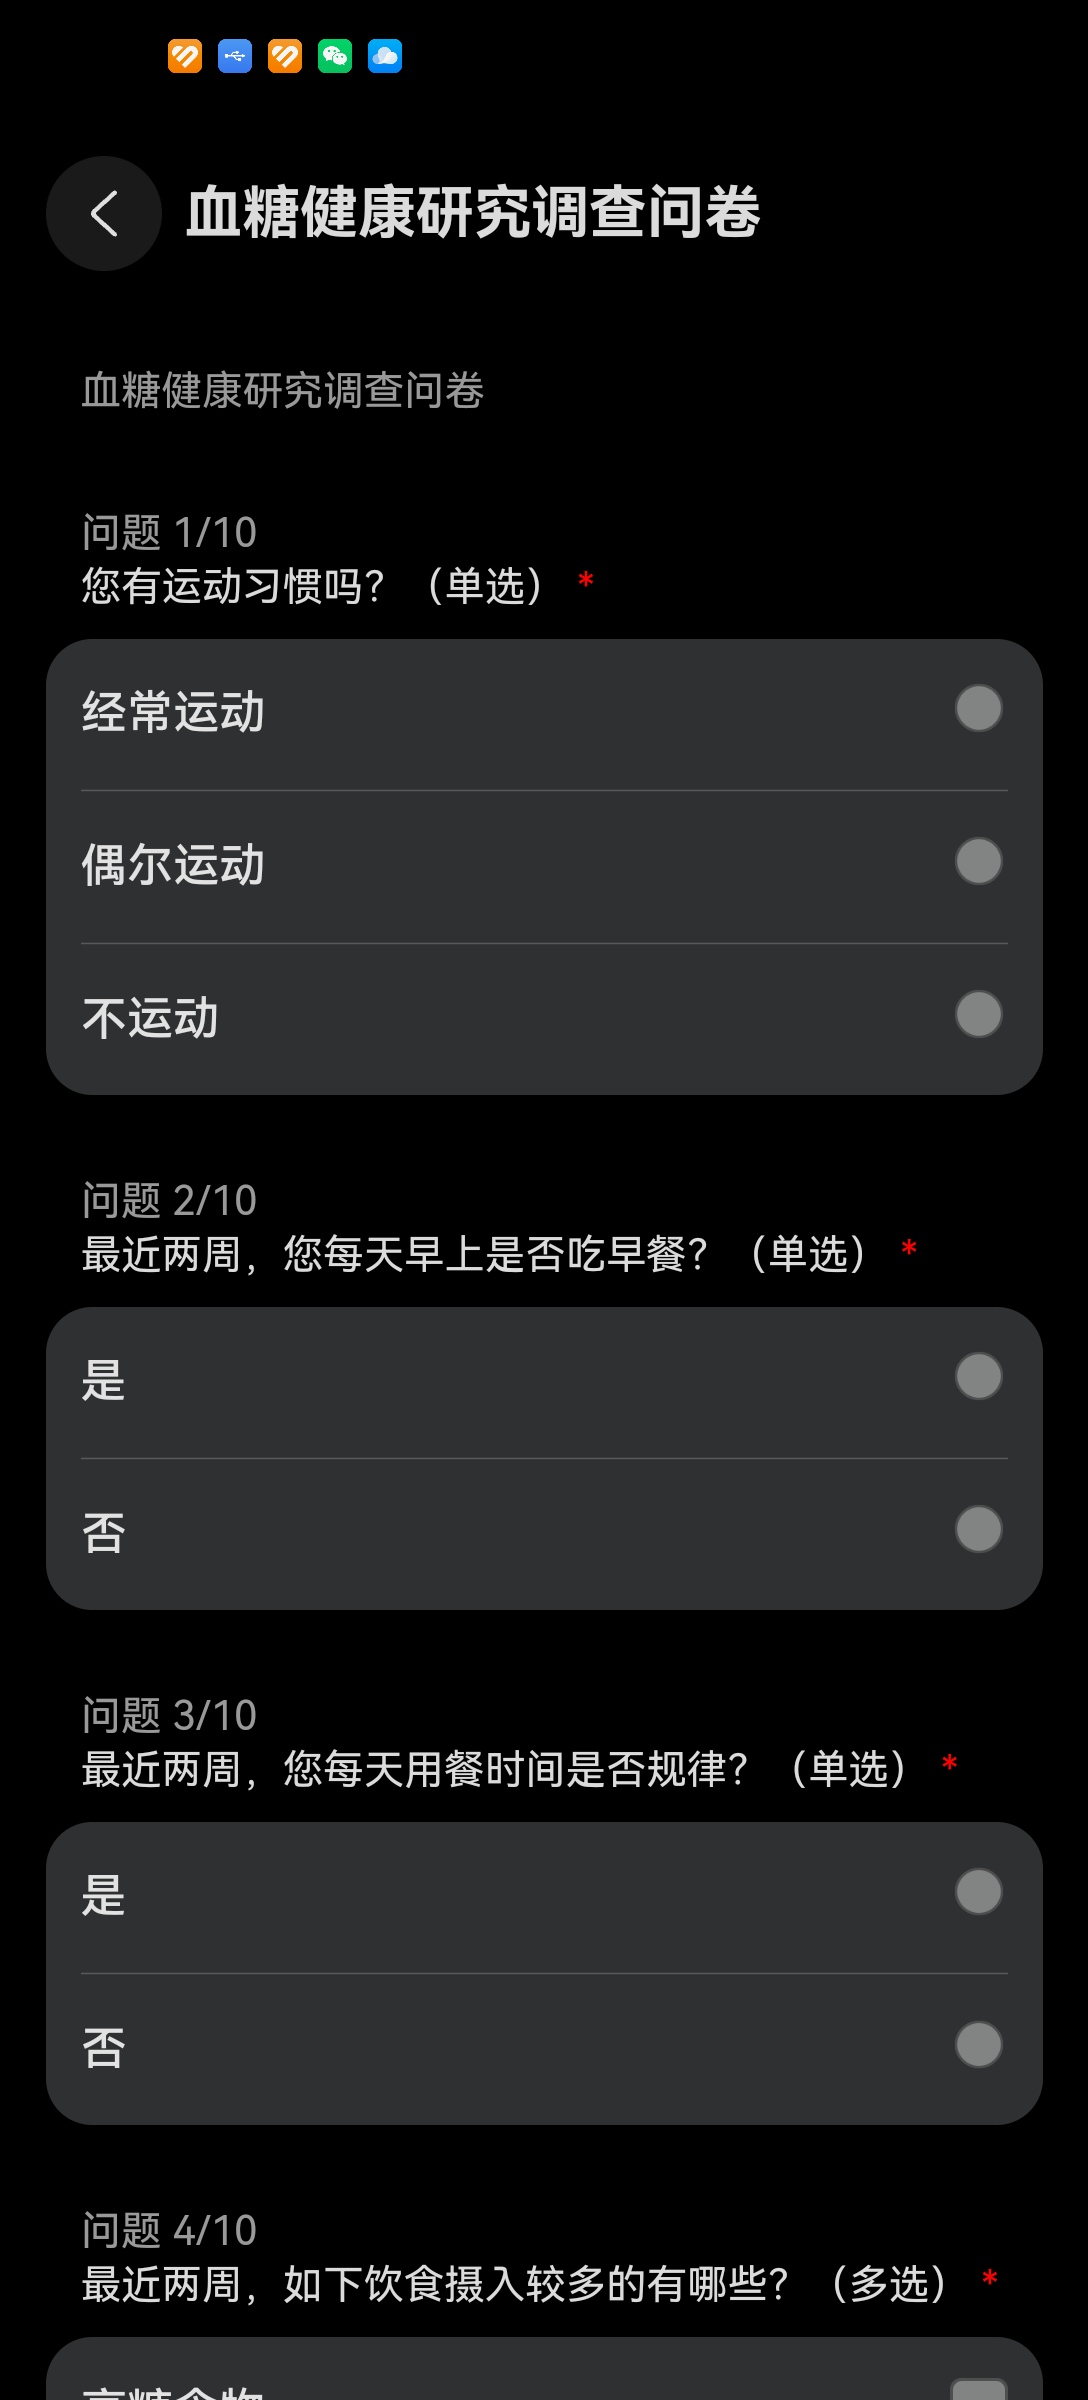 血糖健康研究调查问卷
血糖健康研究调查问卷
问题 1/10
您有运动习惯吗？（单选） *
经常运动
偶尔运动
不运动
问题 2/10
最近两周，您每天早上是否吃早餐？（单选） *
是
否
问题 3/10
最近两周，您每天用餐时间是否规律？（单选） *
是
否
问题 4/10
最近两周，如下饮食摄入较多的有哪些？（多选） *